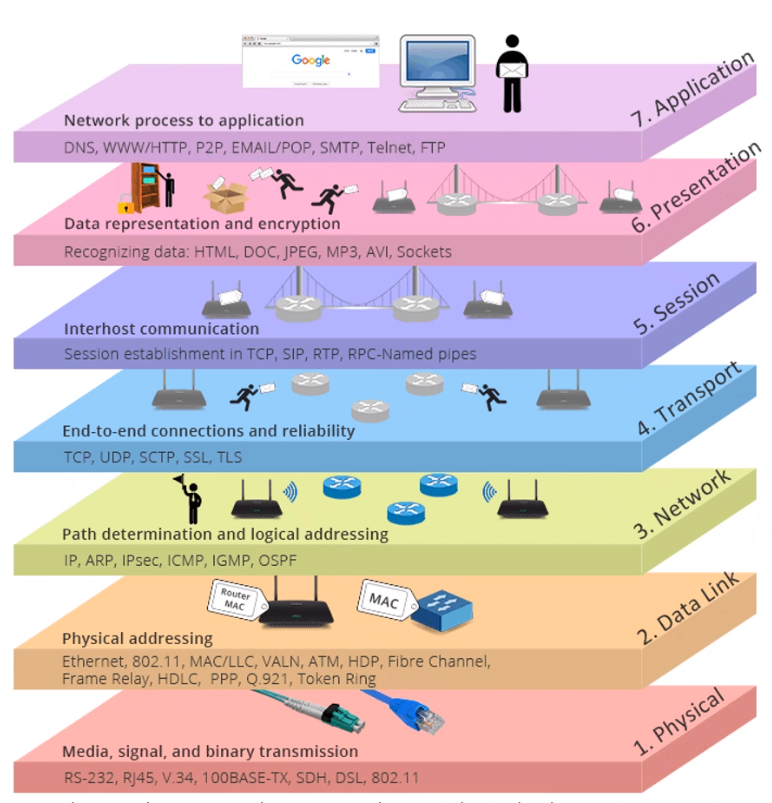 Google
Network process to application
DNS, WWW/HTTP, P2P, EMAIL/POP, SMTP, Telnet, FTP
7. Application
Data representation and encryption
Recognizing data: HTML, DOC, JPEG, MP3, AVI, Sockets
6. Presentation
Interhost communication
Session establishment in TCP, SIP, RTP, RPC-Named pipes
5. Session
End-to-end connections and reliability
TCP, UDP, SCTP, SSL, TLS
4. Transport
Path determination and logical addressing
IP, ARP, IPsec, ICMP, IGMP, OSPF
3. Network
Router
MAC
MAC
Physical addressing
Ethernet, 802.11, MAC/LLC, VALN, ATM, HDP, Fibre Channel,
Frame Relay, HDLC, PPP, Q.921, Token Ring
2. Data Link
Media, signal, and binary transmission
RS-232, RJ45, V.34, 100BASE-TX, SDH, DSL, 802.11
1. Physical